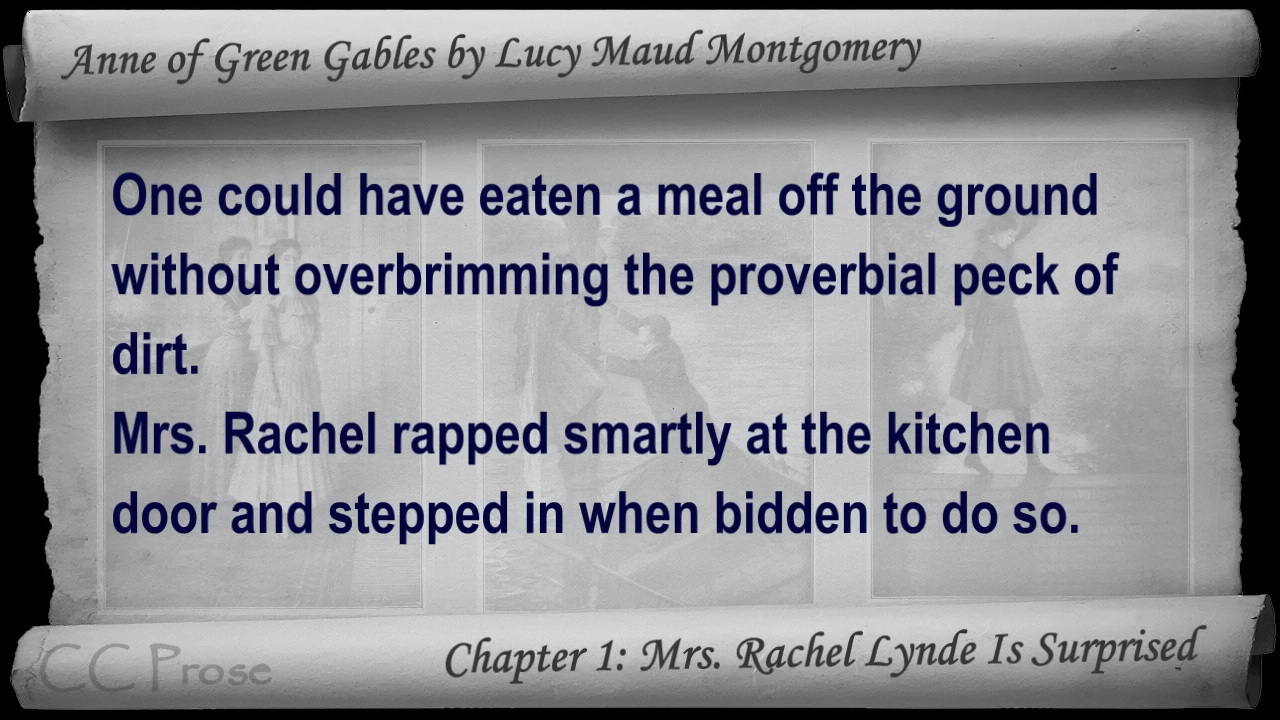 Anne of Green Gables by Lucy Maud Montgomery
One could have eaten a meal off the ground
without overbrimming the proverbial peck of
dirt.
Mrs. Rachel rapped smartly at the kitchen
door and stepped in when bidden to do so.
CC Prose
Chapter 1: Mrs. Rachel Lynde Is Surprised